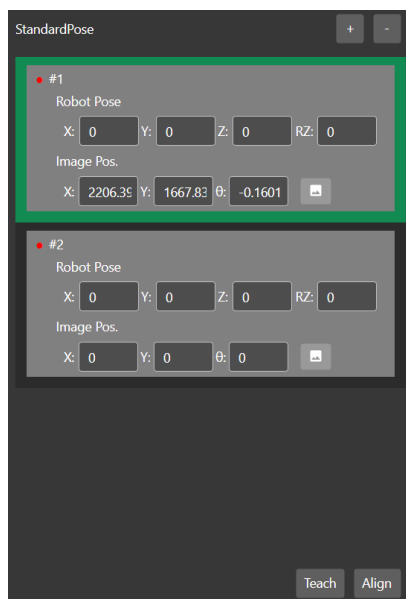 StandardPose + -
#1
Robot Pose
X: 0 Y: 0 Z: 0 RZ: 0
Image Pos.
X: 2206.39 Y: 1667.83 θ: -0.1601
#2
Robot Pose
X: 0 Y: 0 Z: 0 RZ: 0
Image Pos.
X: 0 Y: 0 θ: 0
Teach Align